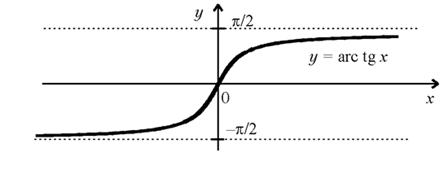 y
π/2
y = arc tg x
0
x
–π/2